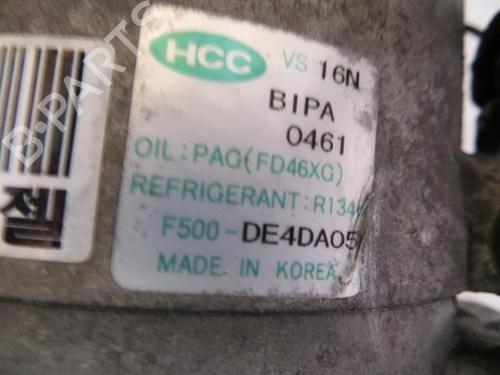 HCC VS 16N
BIPA
0461
OIL : PAG(FD46XG)
REFRIGERANT : R134
F500-DE4DA05
MADE IN KOREA
젤
B-PARTS